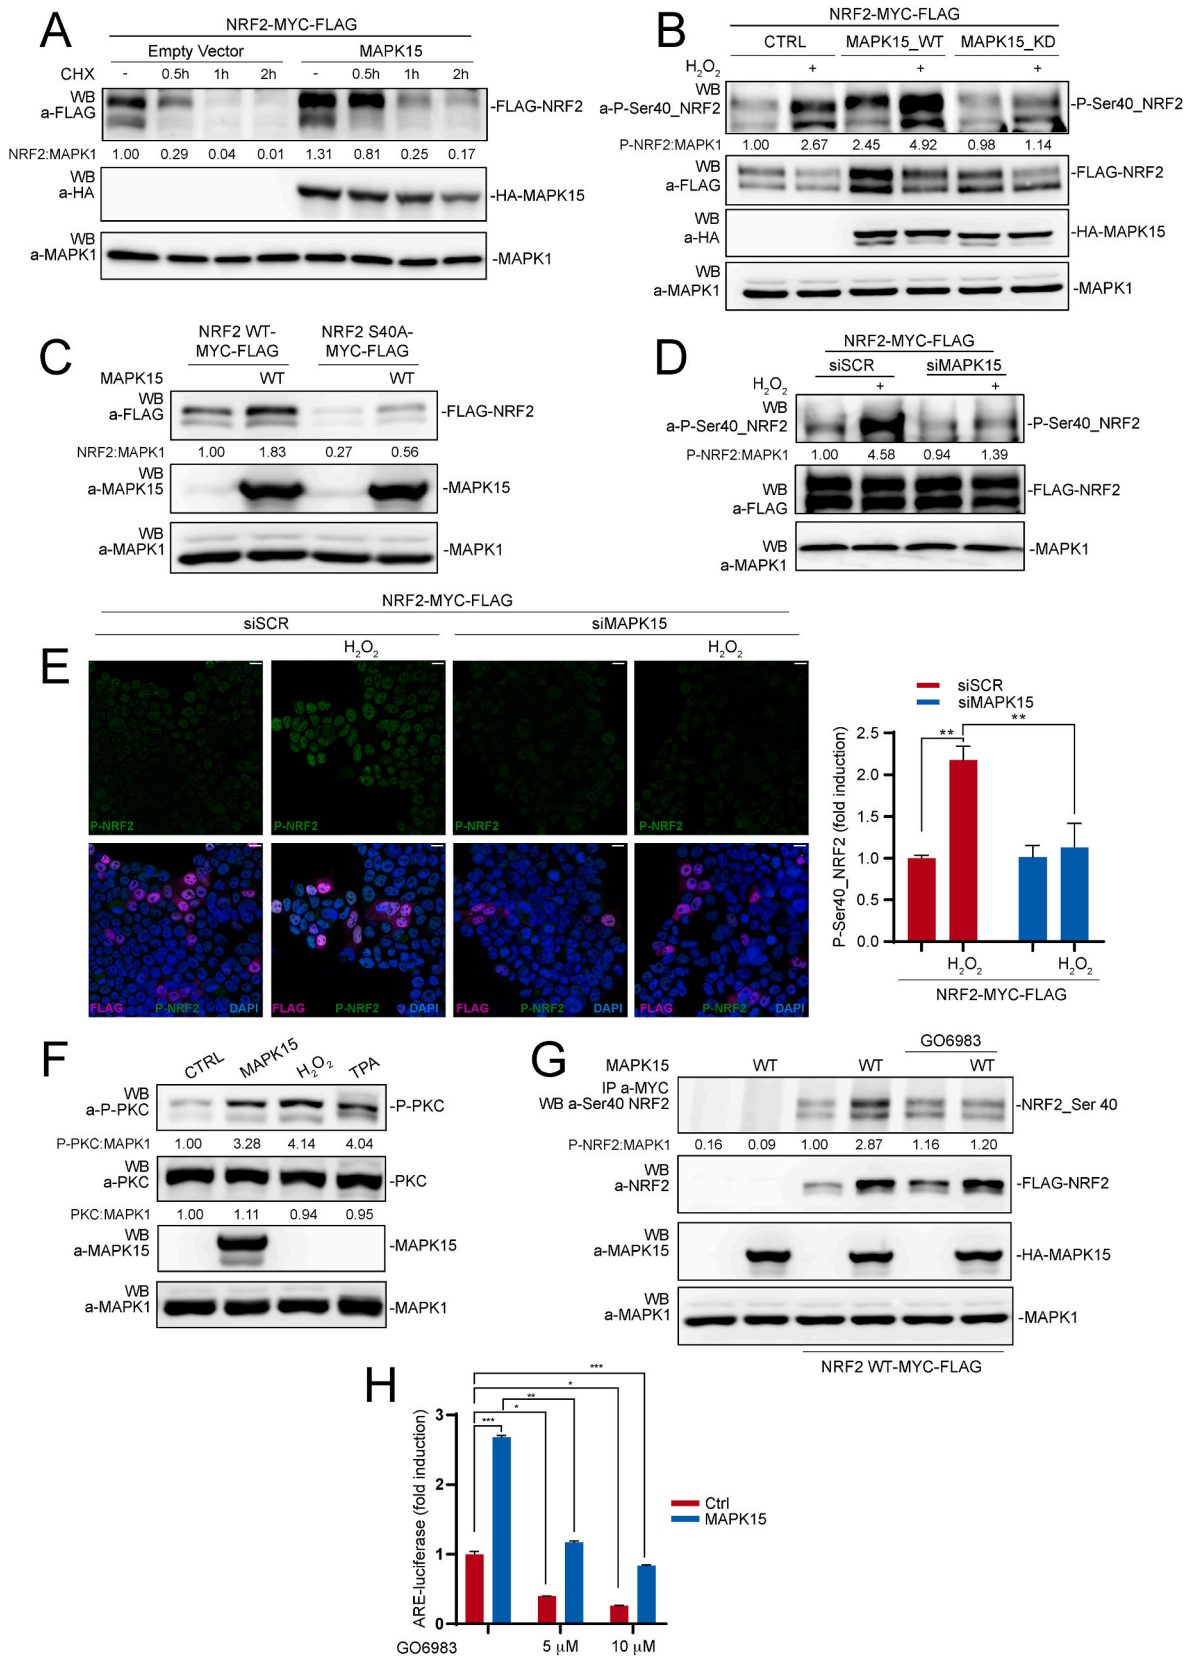 A
NRF2-MYC-FLAG
Empty Vector MAPK15
CHX - 0.5h 1h 2h - 0.5h 1h 2h
WB
a-FLAG
-FLAG-NRF2
NRF2:MAPK1 1.00 0.29 0.04 0.01 1.31 0.81 0.25 0.17
WB
a-HA
-HA-MAPK15
WB
a-MAPK1
-MAPK1
B
NRF2-MYC-FLAG
CTRL MAPK15_WT MAPK15_KD
H2O2 + + +
WB
a-P-Ser40_NRF2
-P-Ser40_NRF2
P-NRF2:MAPK1 1.00 2.67 2.45 4.92 0.98 1.14
WB
a-FLAG
-FLAG-NRF2
WB
a-HA
-HA-MAPK15
WB
a-MAPK1
-MAPK1
C
NRF2 WT- NRF2 S40A-
MYC-FLAG MYC-FLAG
MAPK15 WT WT
WB
a-FLAG
-FLAG-NRF2
NRF2:MAPK1 1.00 1.83 0.27 0.56
WB
a-MAPK15
-MAPK15
WB
a-MAPK1
-MAPK1
D
NRF2-MYC-FLAG
siSCR siMAPK15
H2O2 + +
WB
a-P-Ser40_NRF2
-P-Ser40_NRF2
P-NRF2:MAPK1 1.00 4.58 0.94 1.39
WB
a-FLAG
-FLAG-NRF2
WB
a-MAPK1
-MAPK1
E
NRF2-MYC-FLAG
siSCR siMAPK15
H2O2 H2O2
P-NRF2 P-NRF2 P-NRF2 P-NRF2
FLAG P-NRF2 DAPI FLAG P-NRF2 DAPI FLAG P-NRF2 DAPI FLAG P-NRF2 DAPI
siSCR
siMAPK15
P-Ser40_NRF2 (fold induction)
2.5
2.0
1.5
1.0
0.5
0.0
** **
H2O2 H2O2
NRF2-MYC-FLAG
F
CTRL MAPK15 H2O2 TPA
WB
a-P-PKC
-P-PKC
P-PKC:MAPK1 1.00 3.28 4.14 4.04
WB
a-PKC
-PKC
PKC:MAPK1 1.00 1.11 0.94 0.95
WB
a-MAPK15
-MAPK15
WB
a-MAPK1
-MAPK1
G
GO6983
MAPK15 WT WT WT
IP a-MYC
WB a-Ser40 NRF2
-NRF2_Ser 40
P-NRF2:MAPK1 0.16 0.09 1.00 2.87 1.16 1.20
WB
a-NRF2
-FLAG-NRF2
WB
a-MAPK15
-HA-MAPK15
WB
a-MAPK1
-MAPK1
NRF2 WT-MYC-FLAG
H
ARE-luciferase (fold induction)
3
2
1
0
***
*
**
*
***
Ctrl
MAPK15
GO6983 5 µM 10 µM